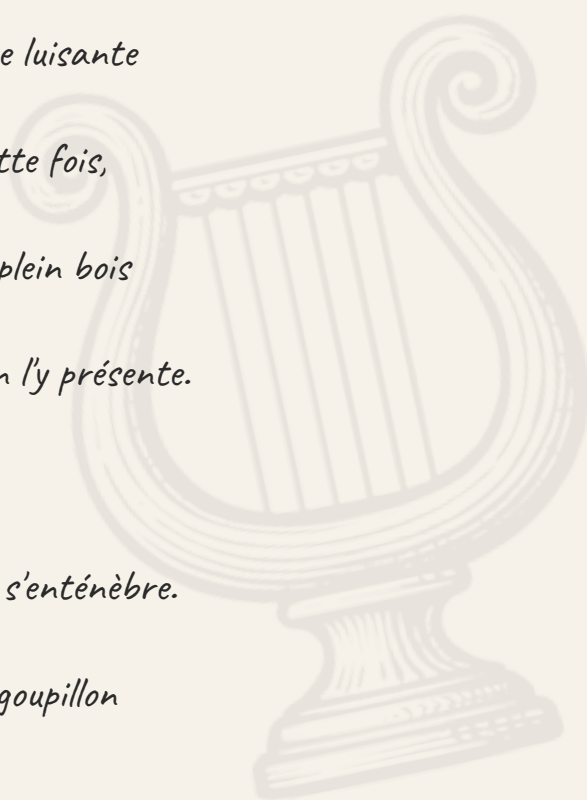 e luisante
tte fois,
plein bois
n l'y présente.
s'enténèbre.
goupillon